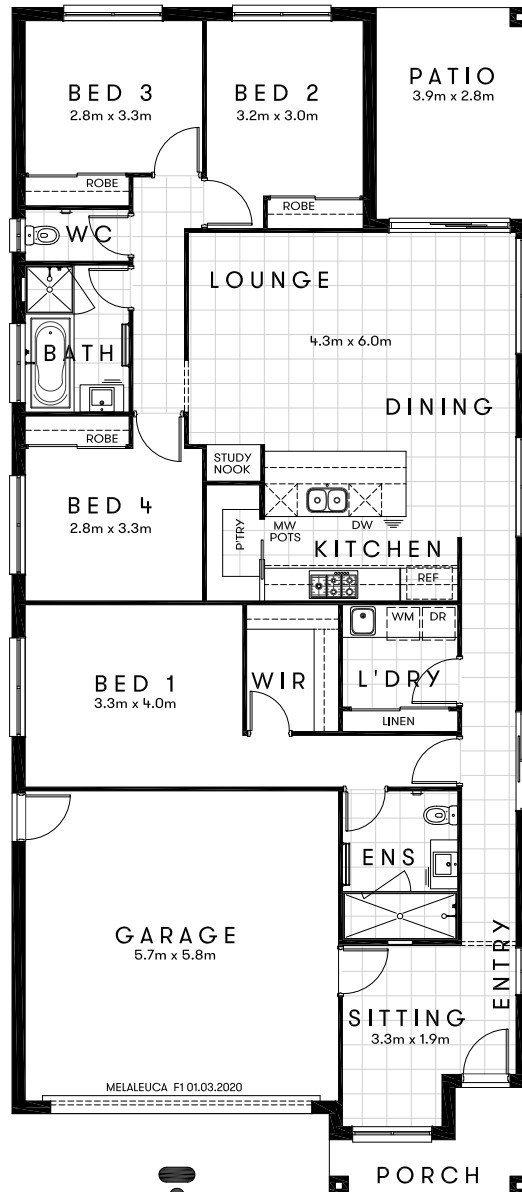 BED 3
2.8m x 3.3m
BED 2
3.2m x 3.0m
PATIO
3.9m x 2.8m
ROBE
ROBE
WC
LOUNGE
4.3m x 6.0m
BATH
DINING
ROBE
STUDY
NOOK
BED 4
2.8m x 3.3m
P'TRY
MW
POTS
DW
KITCHEN
REF
WM
DR
BED 1
3.3m x 4.0m
WIR
L'DRY
LINEN
ENS
GARAGE
5.7m x 5.8m
ENTRY
SITTING
3.3m x 1.9m
MELALEUCA F1 01.03.2020
PORCH